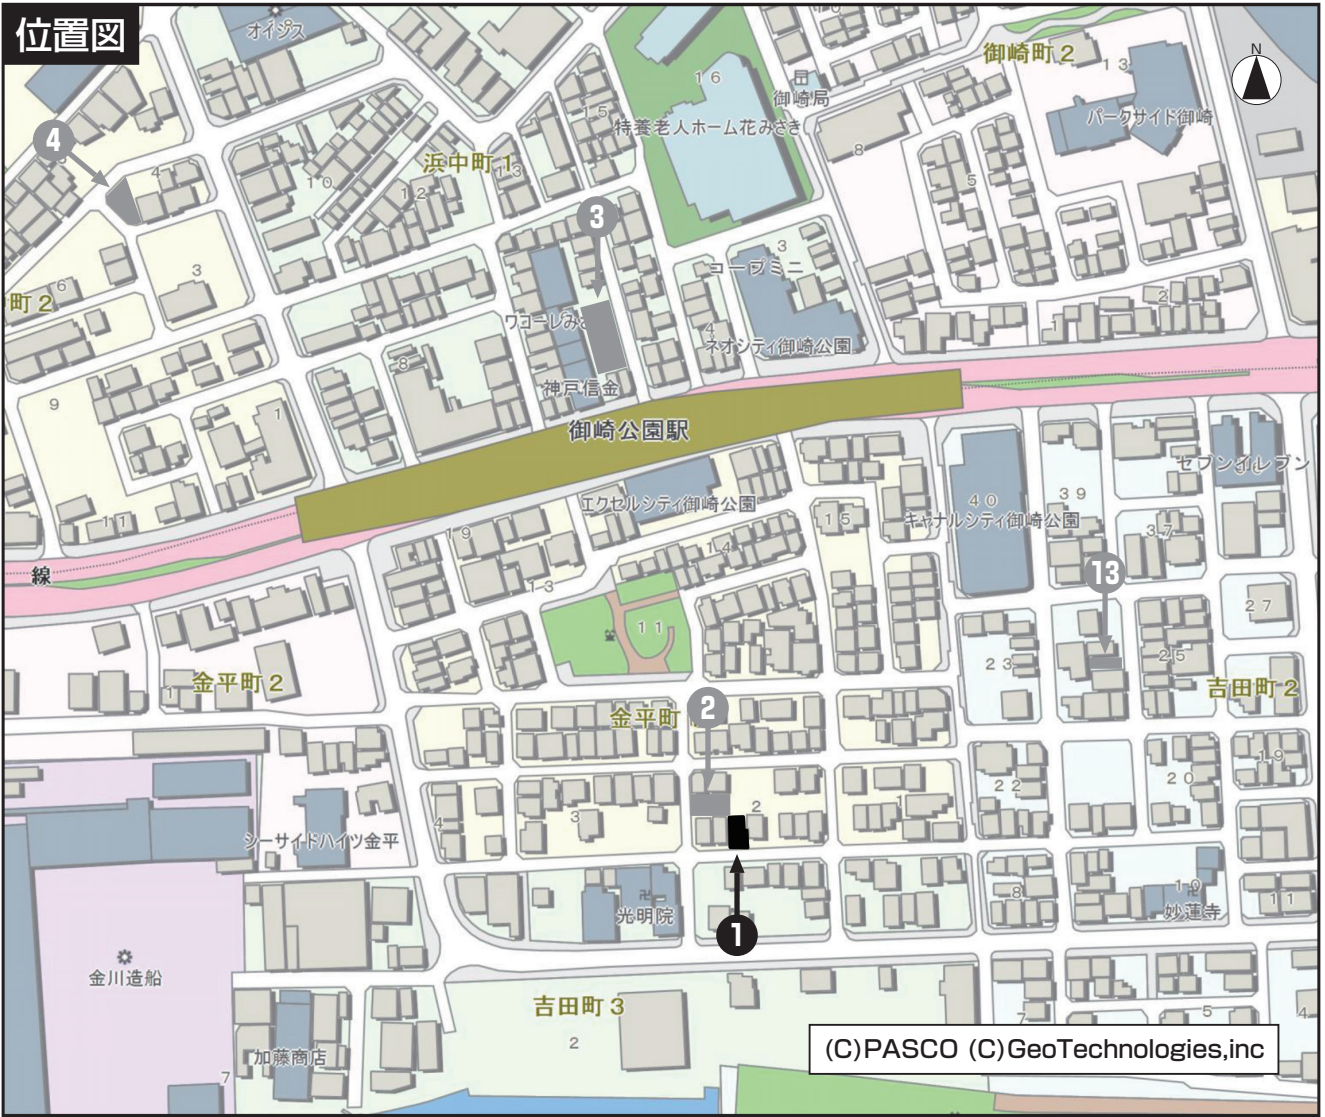 位置図
オイジス
御崎町2
N
16
13
10
御崎局
15
特養老人ホーム花みさき
パークサイド御崎
4
浜中町1
8
4
13
10
12
5
3
3
コープミニ
3
6
町2
2
ワコーレみさ
1
4
ネオシティ御崎公園
8
神戸信金
9
1
御崎公園駅
セブンイレブン
エクセルシティ御崎公園
40
39
キャナルシティ御崎公園
15
11
19
37
14
線
13
13
27
11
23
25
金平町2
1
吉田町2
金平町
2
19
20
22
2
1
3
4
シーサイドハイツ金平
8
10
卍
11
光明院
妙蓮寺
1
金川造船
吉田町3
7
5
4
2
加藤商店
7
(C)PASCO (C)GeoTechnologies,inc